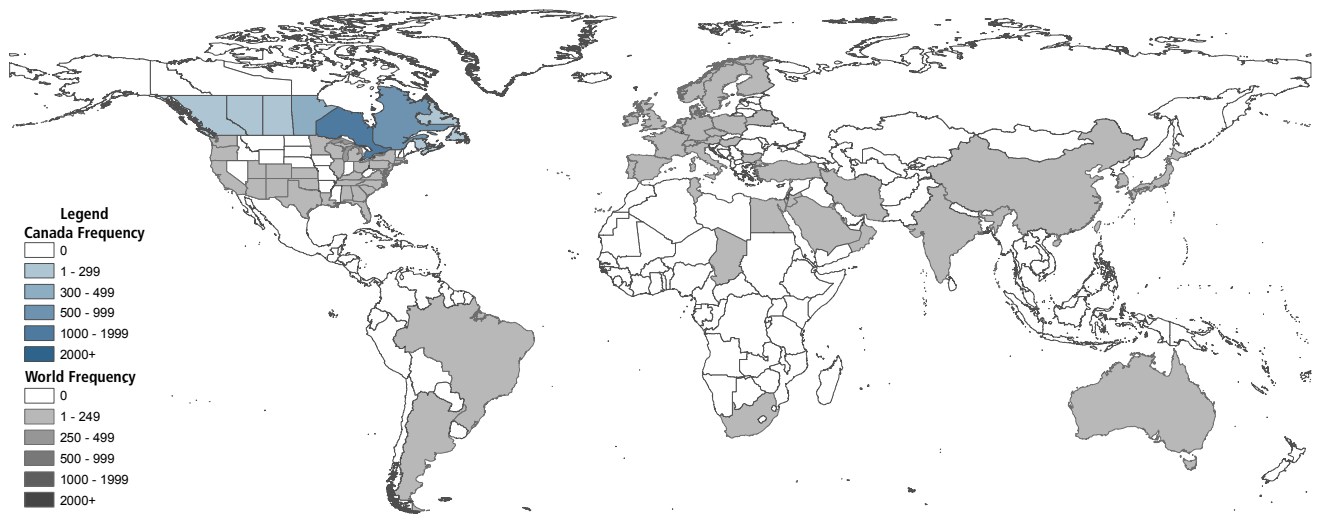 Legend
Canada Frequency
0
1 - 299
300 - 499
500 - 999
1000 - 1999
2000+
World Frequency
0
1 - 249
250 - 499
500 - 999
1000 - 1999
2000+